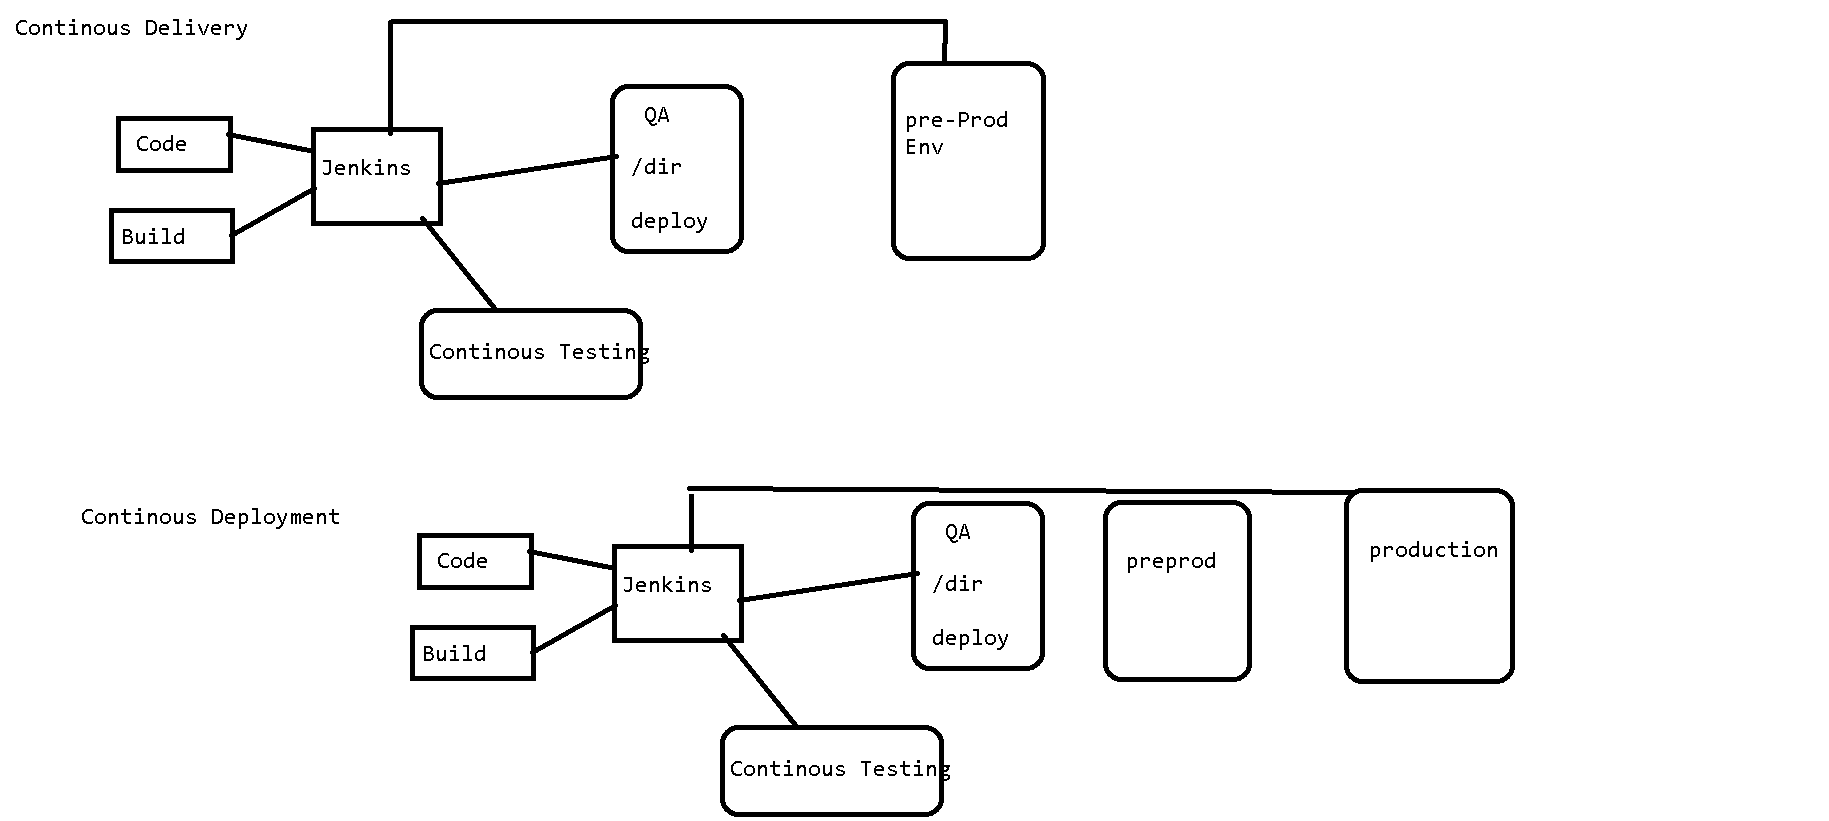 Continous Delivery
Code
Jenkins
Build
QA
/dir
deploy
pre-Prod
Env
Continous Testing
Continous Deployment
Code
Jenkins
Build
QA
/dir
deploy
preprod
production
Continous Testing